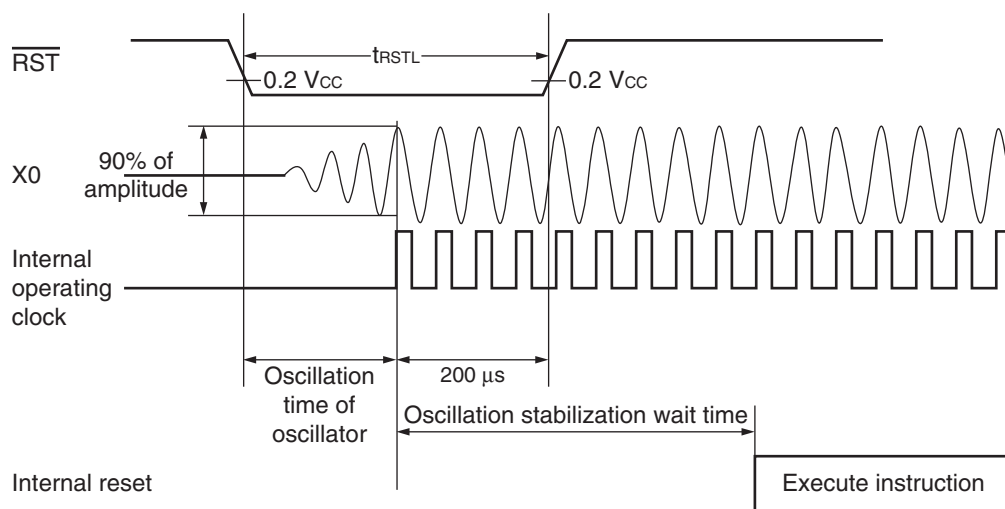 RST
tRSTL
0.2 VCC
0.2 VCC
X0
90% of
amplitude
Internal
operating
clock
Oscillation
time of
oscillator
200 μs
Oscillation stabilization wait time
Internal reset
Execute instruction